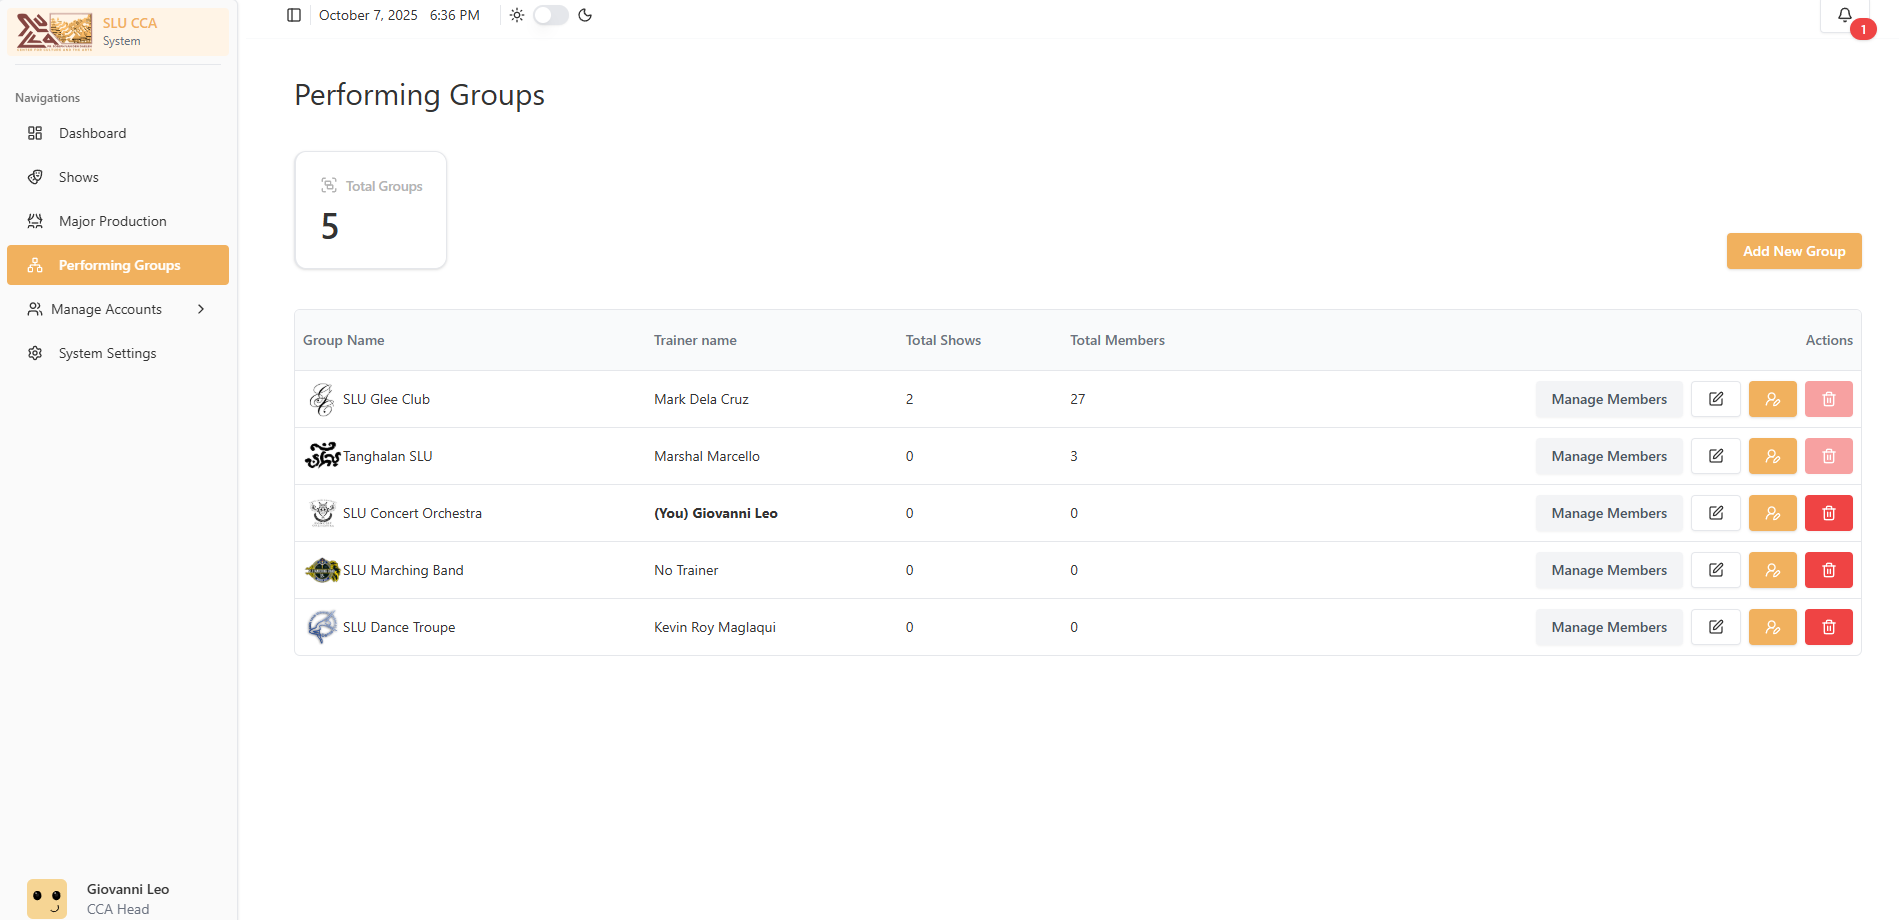 SLU CCA
System
October 7, 2025 6:36 PM
1
Navigations
Dashboard
Shows
Major Production
Performing Groups
Manage Accounts
System Settings
Performing Groups
Total Groups
5
Add New Group
Group Name Trainer name Total Shows Total Members Actions
SLU Glee Club Mark Dela Cruz 2 27 Manage Members
Tanghalan SLU Marshal Marcello 0 3 Manage Members
SLU Concert Orchestra (You) Giovanni Leo 0 0 Manage Members
SLU Marching Band No Trainer 0 0 Manage Members
SLU Dance Troupe Kevin Roy Maglaqui 0 0 Manage Members
Giovanni Leo
CCA Head